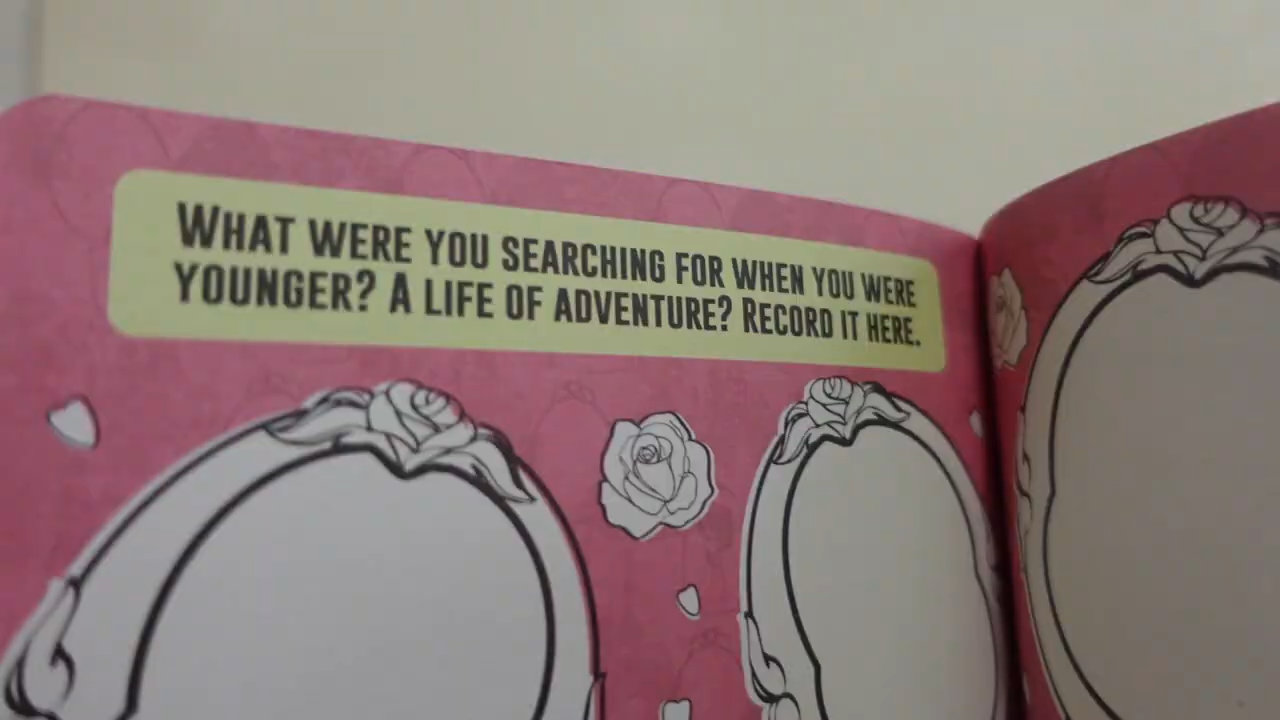 What were you searching for when you were
younger? A life of adventure? Record it here.